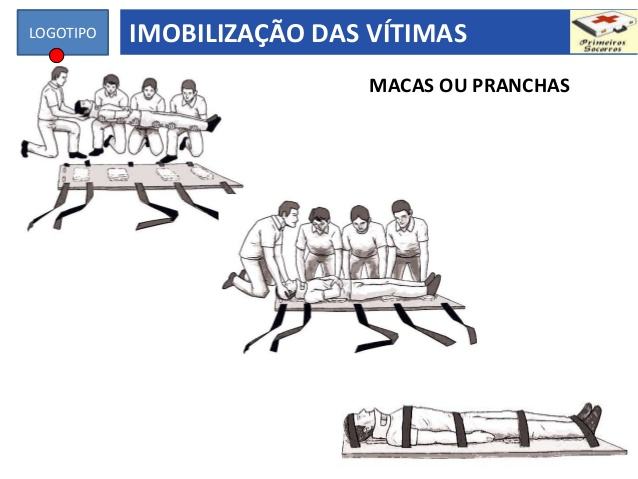 LOGOTIPO
IMOBILIZAÇÃO DAS VÍTIMAS
Primeiros
Socorros
MACAS OU PRANCHAS